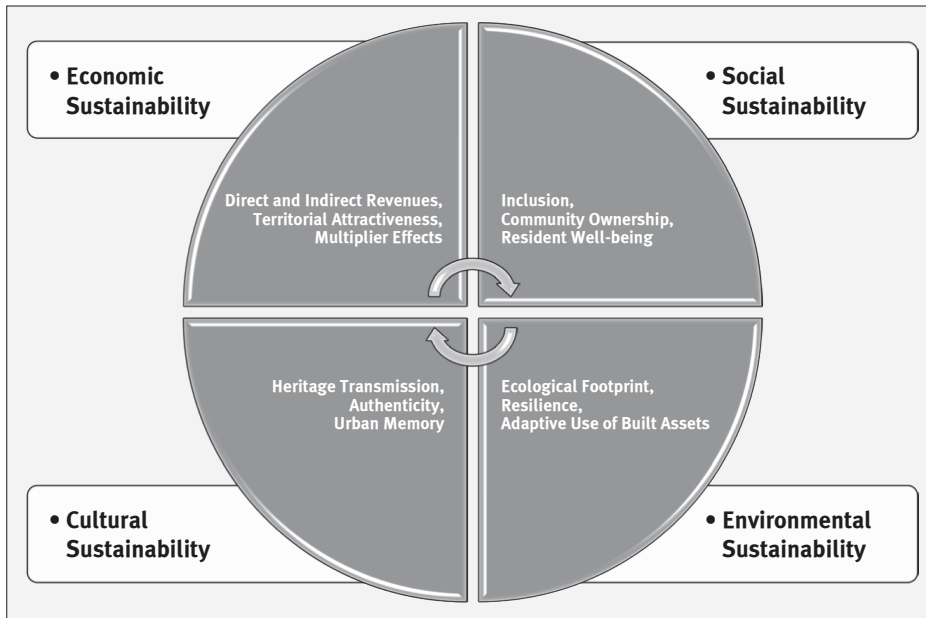 • Economic
Sustainability
• Social
Sustainability
Direct and Indirect Revenues,
Territorial Attractiveness,
Multiplier Effects
Inclusion,
Community Ownership,
Resident Well-being
Heritage Transmission,
Authenticity,
Urban Memory
Ecological Footprint,
Resilience,
Adaptive Use of Built Assets
• Cultural
Sustainability
• Environmental
Sustainability